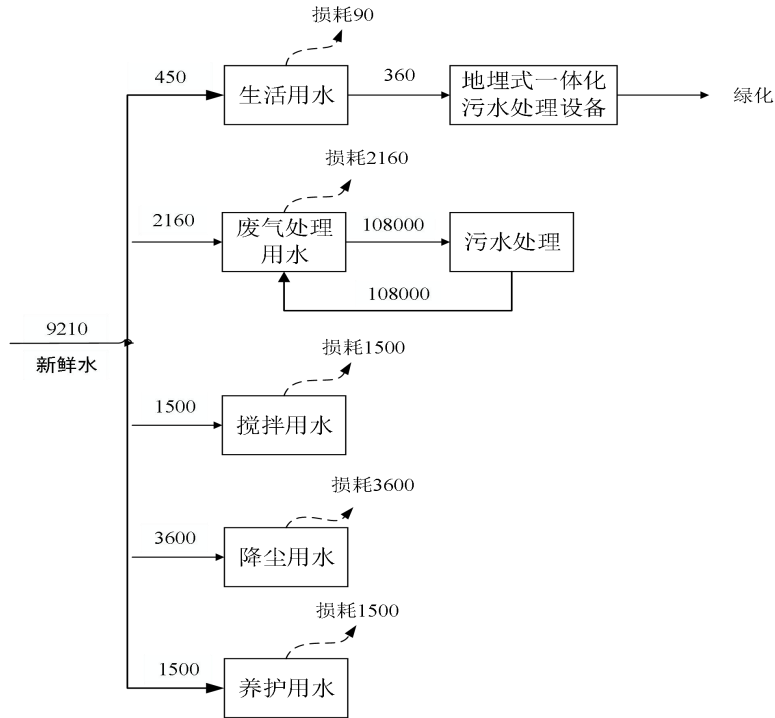 损耗90
450
生活用水
360
地埋式一体化
污水处理设备
绿化
损耗2160
2160
废气处理
用水
108000
污水处理
108000
9210
新鲜水
损耗1500
1500
搅拌用水
损耗3600
3600
降尘用水
损耗1500
1500
养护用水